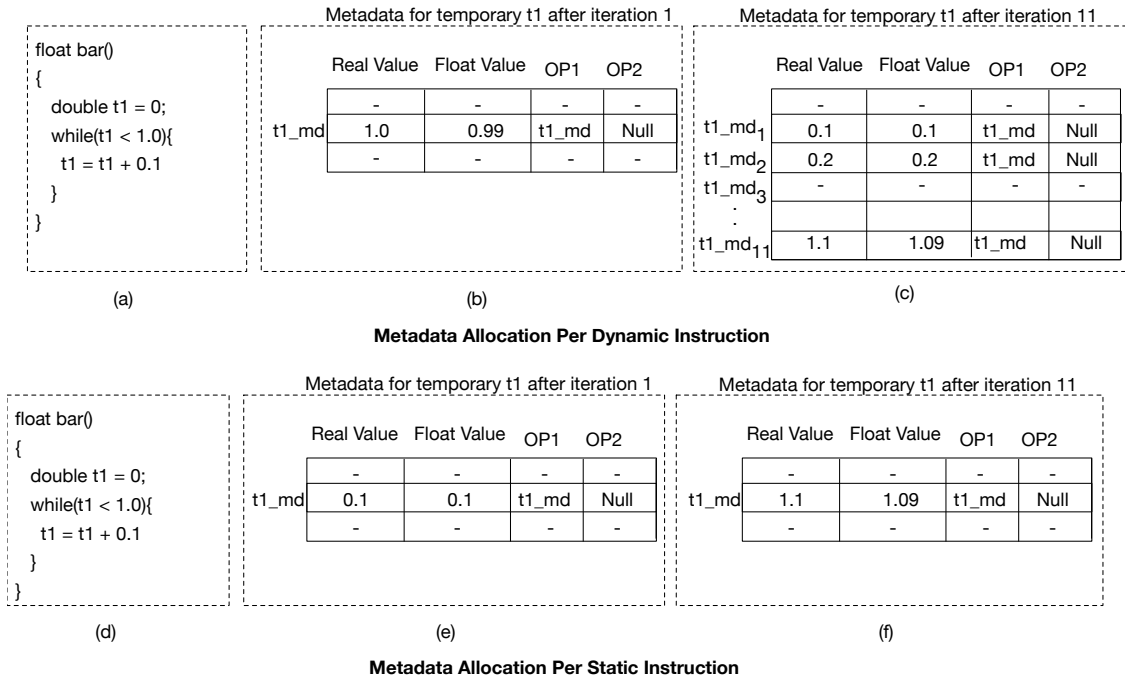 Metadata for temporary t1 after iteration 1
Metadata for temporary t1 after iteration 11
float bar()
{
double t1 = 0;
while(t1 < 1.0){
t1 = t1 + 0.1
}
}
Real Value Float Value OP1 OP2
- - - -
t1_md 1.0 0.99 t1_md Null
- - - -
Real Value Float Value OP1 OP2
- - - -
t1_md1 0.1 0.1 t1_md Null
t1_md2 0.2 0.2 t1_md Null
t1_md3 - - - -
:
t1_md11 1.1 1.09 t1_md Null
(a)
(b)
(c)
Metadata Allocation Per Dynamic Instruction
Metadata for temporary t1 after iteration 1
Metadata for temporary t1 after iteration 11
float bar()
{
double t1 = 0;
while(t1 < 1.0){
t1 = t1 + 0.1
}
}
Real Value Float Value OP1 OP2
- - - -
t1_md 0.1 0.1 t1_md Null
- - - -
Real Value Float Value OP1 OP2
- - - -
t1_md 1.1 1.09 t1_md Null
- - - -
(d)
(e)
(f)
Metadata Allocation Per Static Instruction